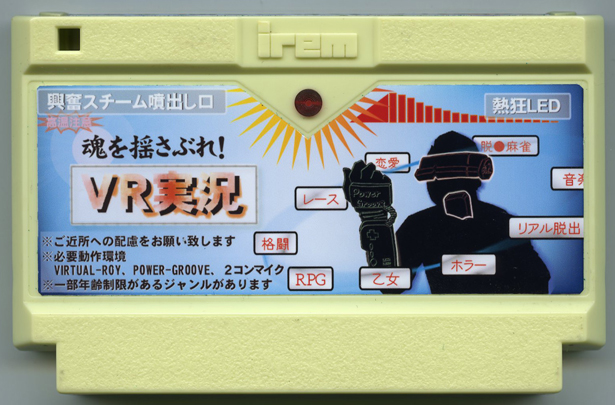 irem
興奮スチーム噴出し口
高温注意
熱狂LED
魂を揺さぶれ!
VR実況
恋愛
脱●麻雀
音楽
レース
Power
Groove
リアル脱出
格闘
ホラー
RPG
乙女
※ご近所への配慮をお願い致します
※必要動作環境
VIRTUAL-ROY、POWER-GROOVE、2コンマイク
※一部年齢制限があるジャンルがあります